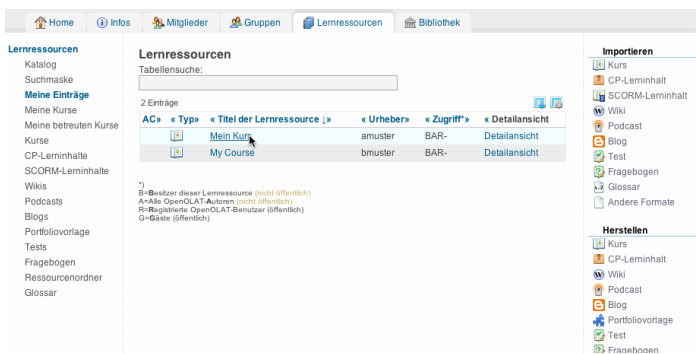 Home Infos Mitglieder Gruppen Lernressourcen Bibliothek
Lernressourcen
Katalog
Suchmaske
Meine Einträge
Meine Kurse
Meine betreuten Kurse
Kurse
CP-Lerninhalte
SCORM-Lerninhalte
Wikis
Podcasts
Blogs
Portfoliovorlage
Tests
Fragebogen
Ressourcenordner
Glossar
Lernressourcen
Tabellensuche:
2 Einträge
AC» « Typ» « Titel der Lernressource ↓» « Urheber» « Zugriff*» « Detailansicht
Mein Kurs amuster BAR- Detailansicht
My Course bmuster BAR- Detailansicht
*)
B=Besitzer dieser Lernressource (nicht öffentlich)
A=Alle OpenOLAT-Autoren (nicht öffentlich)
R=Registrierte OpenOLAT-Benutzer (öffentlich)
G=Gäste (öffentlich)
Importieren
Kurs
CP-Lerninhalt
SCORM-Lerninhalt
Wiki
Podcast
Blog
Test
Fragebogen
Glossar
Andere Formate
Herstellen
Kurs
CP-Lerninhalt
Wiki
Podcast
Blog
Portfoliovorlage
Test
Fragebogen